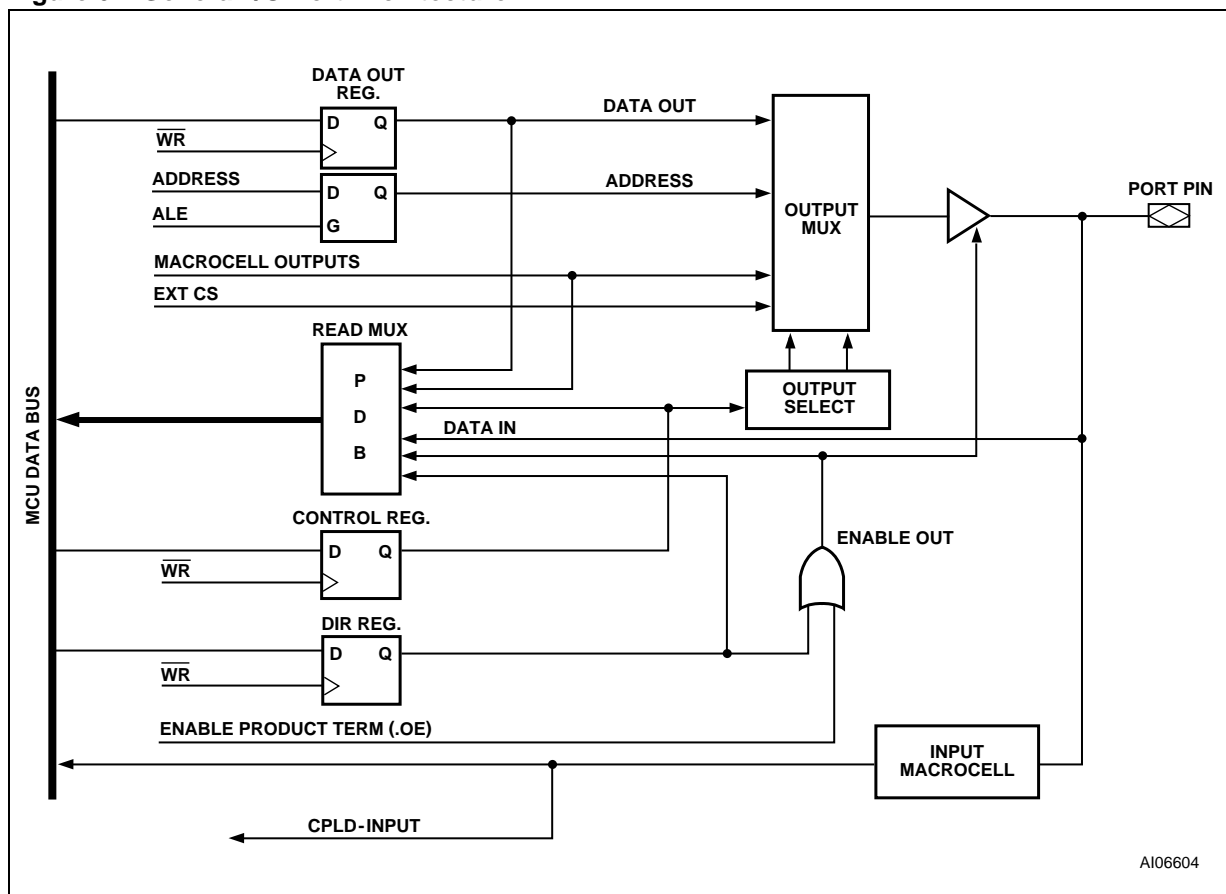 DATA OUT
REG.
D Q
WR
DATA OUT
ADDRESS
D Q
ALE
G
ADDRESS
OUTPUT
MUX
PORT PIN
MACROCELL OUTPUTS
EXT CS
READ MUX
P
D
B
OUTPUT
SELECT
DATA IN
MCU DATA BUS
CONTROL REG.
D Q
WR
ENABLE OUT
DIR REG.
D Q
WR
ENABLE PRODUCT TERM (.OE)
INPUT
MACROCELL
CPLD-INPUT
AI06604